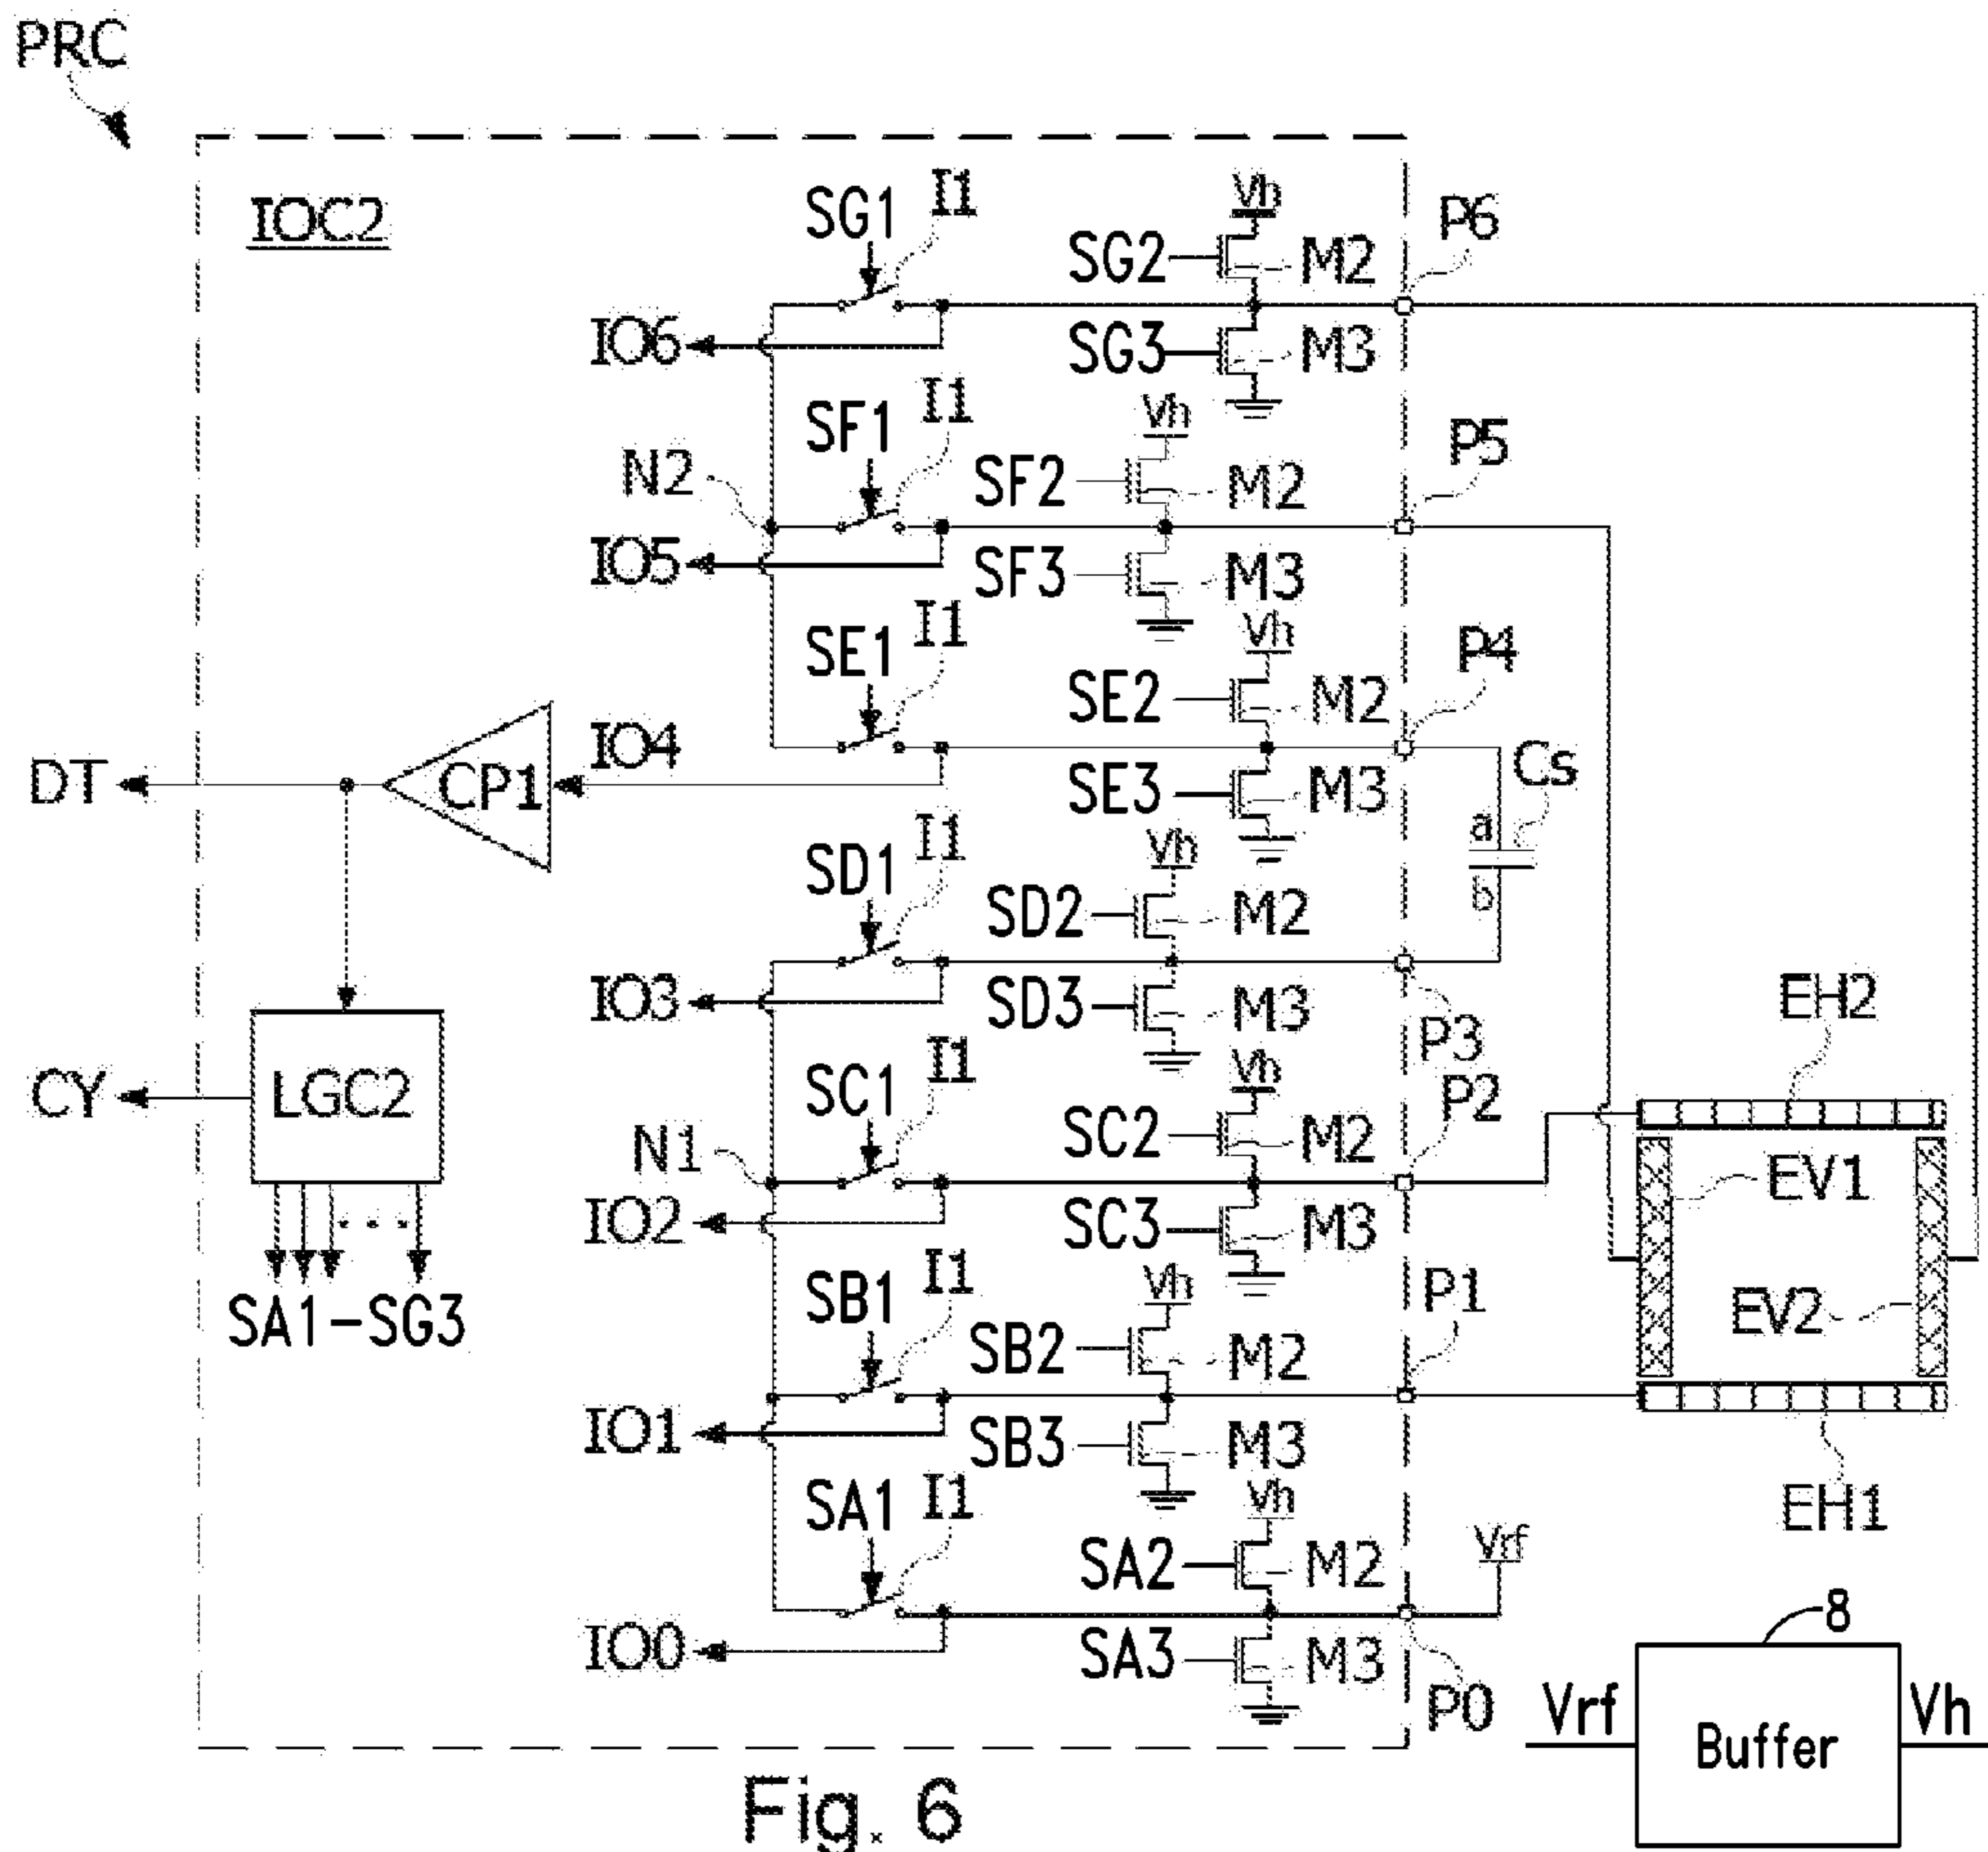 PRC
IOC2
SG1 I1
Vh
P6
SG2 M2
IO6
SG3 M3
SF1 I1
Vh
P5
N2
SF2 M2
IO5
SF3 M3
SE1 I1
Vh
P4
SE2 M2
DT
CP1
IO4
SE3 M3
Cs
a
b
SD1 I1
Vh
SD2 M2
IO3
SD3 M3
P3
EH2
CY
LGC2
SC1 I1
Vh
P2
N1
SC2 M2
EV1
IO2
SC3 M3
SA1-SG3
SB1 I1
Vh
P1
EV2
SB2 M2
IO1
SB3 M3
SA1 I1
Vh
EH1
SA2 M2
Vrf
IO0
SA3 M3
P0
8
Vrf
Buffer
Vh
Fig. 6